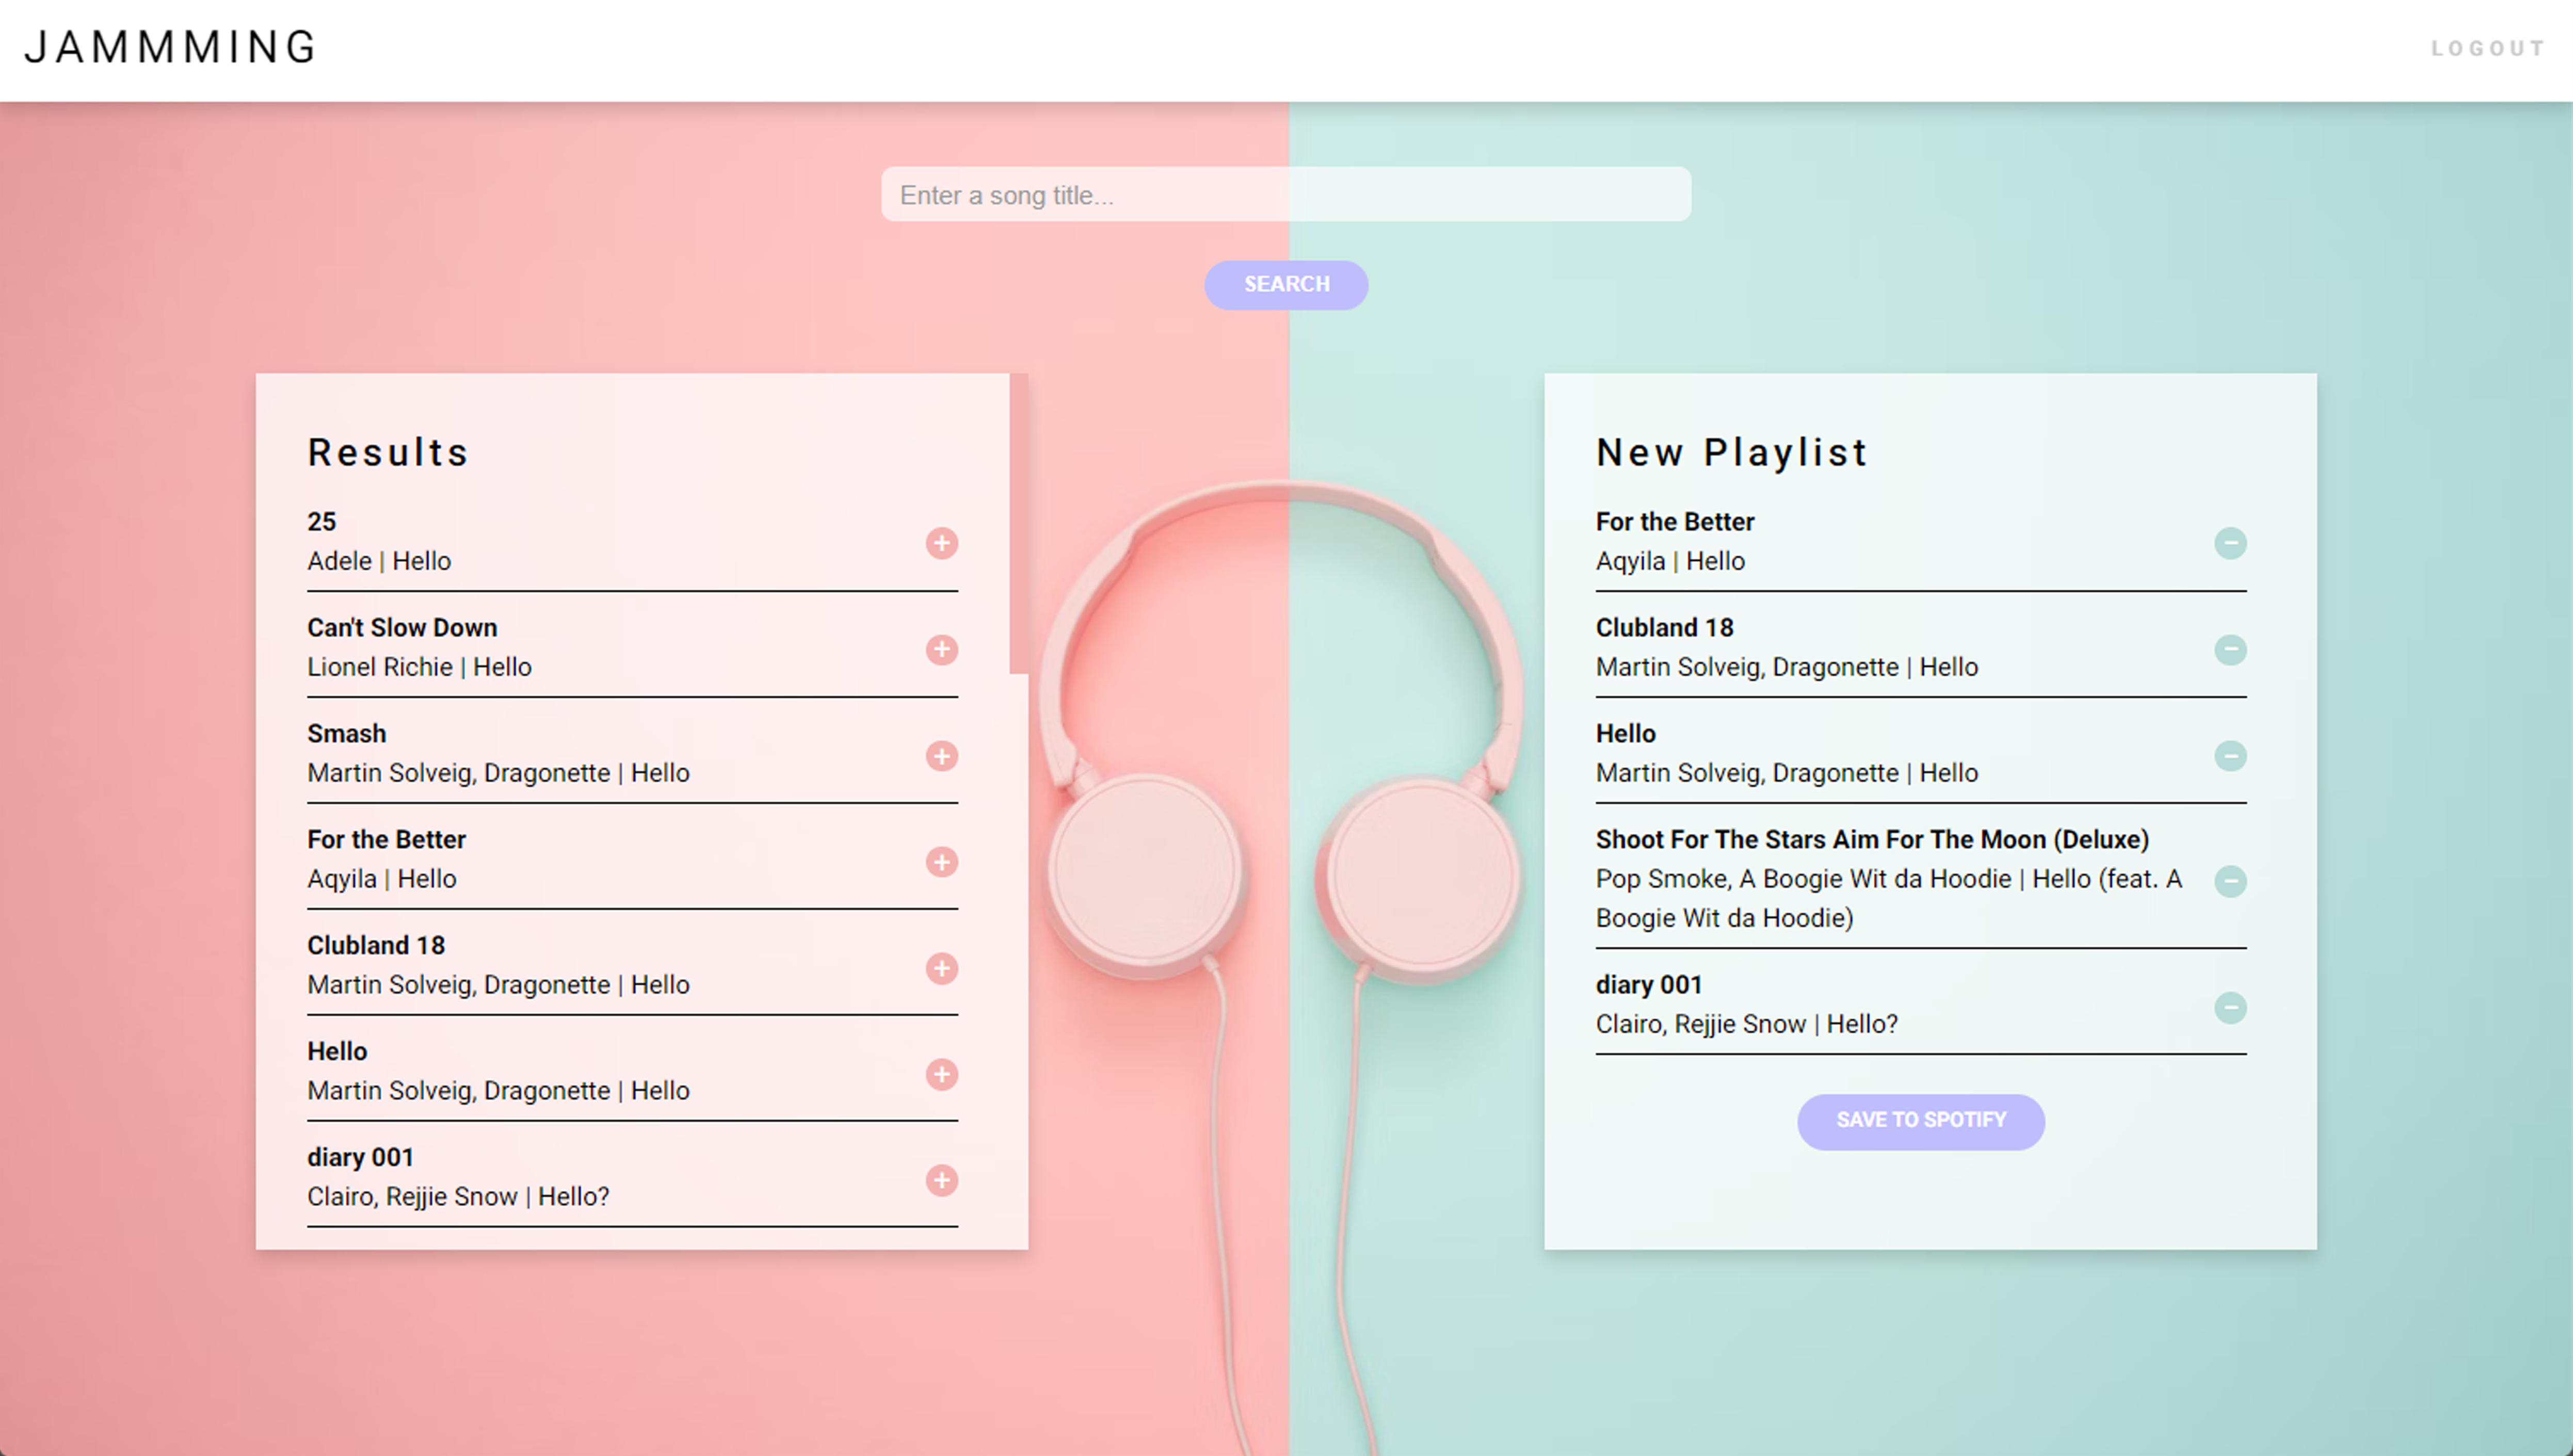 JAMMMING
LOGOUT
Enter a song title...
SEARCH
Results
25
Adele | Hello
Can't Slow Down
Lionel Richie | Hello
Smash
Martin Solveig, Dragonette | Hello
For the Better
Aqyila | Hello
Clubland 18
Martin Solveig, Dragonette | Hello
Hello
Martin Solveig, Dragonette | Hello
diary 001
Clairo, Rejjie Snow | Hello?
New Playlist
For the Better
Aqyila | Hello
Clubland 18
Martin Solveig, Dragonette | Hello
Hello
Martin Solveig, Dragonette | Hello
Shoot For The Stars Aim For The Moon (Deluxe)
Pop Smoke, A Boogie Wit da Hoodie | Hello (feat. A
Boogie Wit da Hoodie)
diary 001
Clairo, Rejjie Snow | Hello?
SAVE TO SPOTIFY